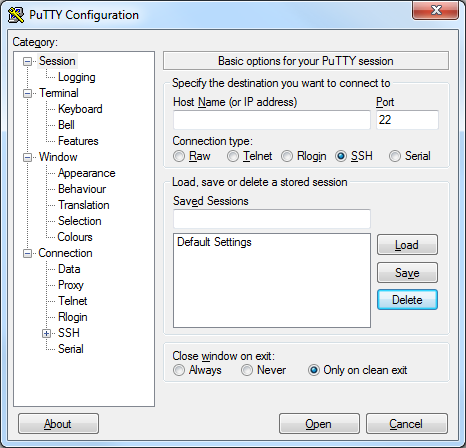 PuTTY Configuration
Category:
Session
Logging
Terminal
Keyboard
Bell
Features
Window
Appearance
Behaviour
Translation
Selection
Colours
Connection
Data
Proxy
Telnet
Rlogin
SSH
Serial
Basic options for your PuTTY session
Specify the destination you want to connect to
Host Name (or IP address) Port
22
Connection type:
Raw Telnet Rlogin SSH Serial
Load, save or delete a stored session
Saved Sessions
Default Settings
Load
Save
Delete
Close window on exit:
Always Never Only on clean exit
About Open Cancel